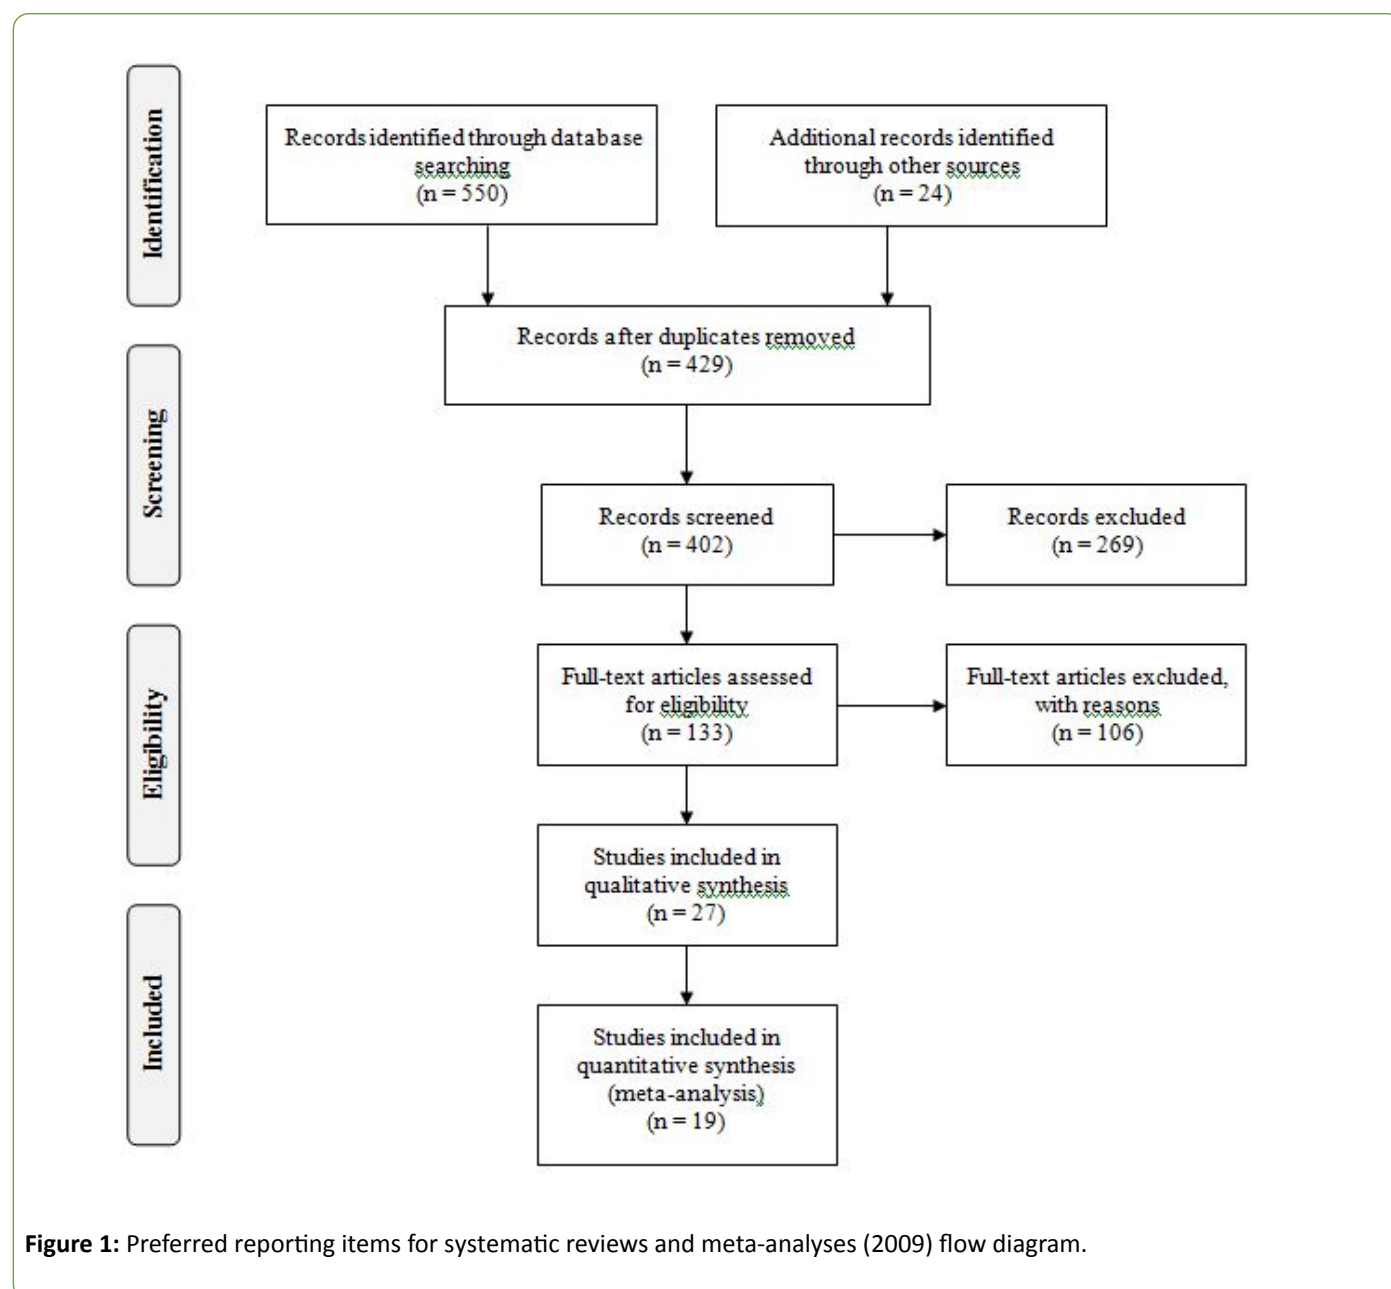 Identification
Records identified through database
searching
(n = 550)
Additional records identified
through other sources
(n = 24)
Records after duplicates removed
(n = 429)
Screening
Records screened
(n = 402)
Records excluded
(n = 269)
Eligibility
Full-text articles assessed
for eligibility
(n = 133)
Full-text articles excluded,
with reasons
(n = 106)
Studies included in
qualitative synthesis
(n = 27)
Included
Studies included in
quantitative synthesis
(meta-analysis)
(n = 19)
Figure 1: Preferred reporting items for systematic reviews and meta-analyses (2009) flow diagram.